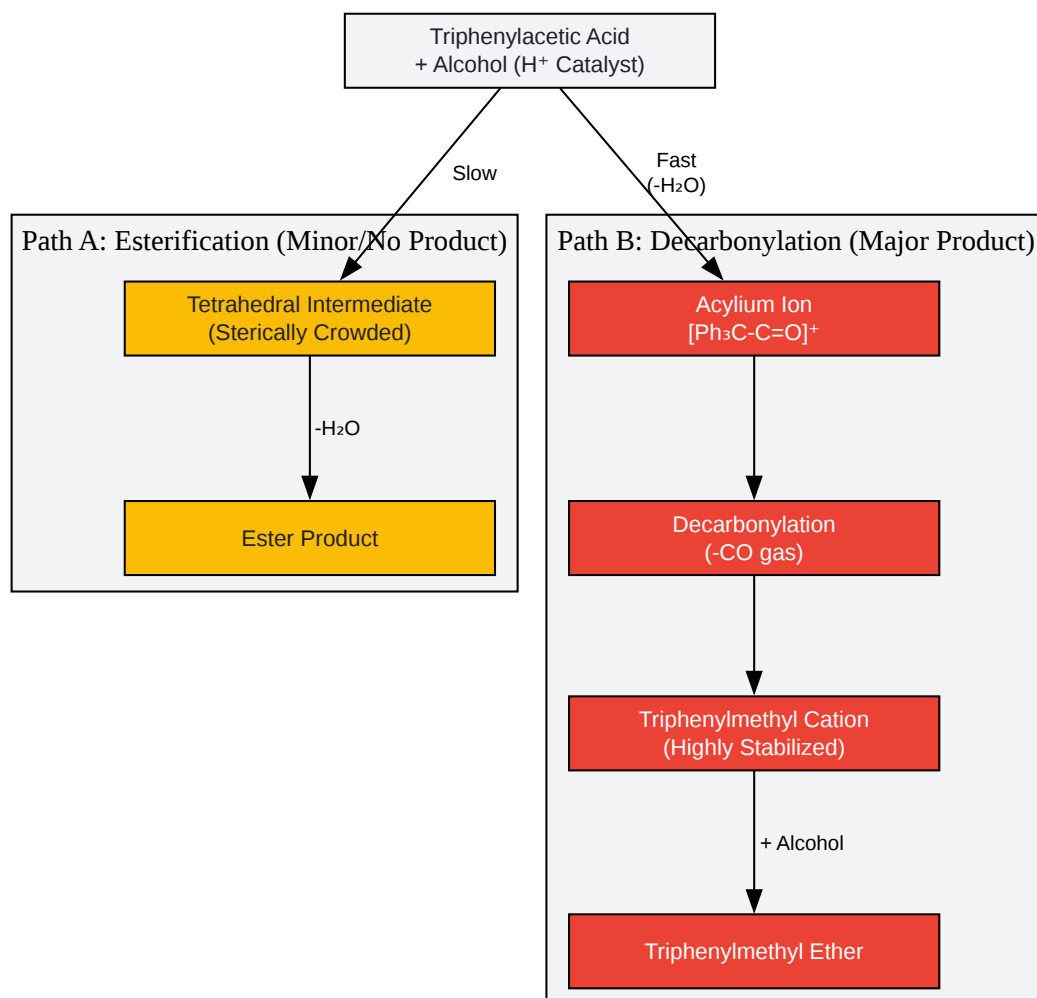 Triphenylacetic Acid
+ Alcohol (H⁺ Catalyst)
Slow
Fast
(-H₂O)
Path A: Esterification (Minor/No Product)
Tetrahedral Intermediate
(Sterically Crowded)
-H₂O
Ester Product
Path B: Decarbonylation (Major Product)
Acylium Ion
[Ph₃C-C=O]⁺
Decarbonylation
(-CO gas)
Triphenylmethyl Cation
(Highly Stabilized)
+ Alcohol
Triphenylmethyl Ether